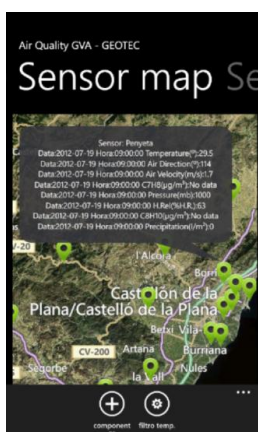 Air Quality GVA - GEOTEC
Sensor map Se
Sensor: Penyeta
Data:2012-07-19 Hora:09:00:00 Temperature(º):29.5
Data:2012-07-19 Hora:09:00:00 Air Direction(º):114
Data:2012-07-19 Hora:09:00:00 Air Velocity(m/s):1.7
Data:2012-07-19 Hora:09:00:00 C7H8(µg/m³):No data
Data:2012-07-19 Hora:09:00:00 Pressure(mb):1000
Data:2012-07-19 Hora:09:00:00 H.Rel(%H.R.):63
Data:2012-07-19 Hora:09:00:00 C8H10(µg/m³):No data
Data:2012-07-19 Hora:09:00:00 Precipitation(l/m²):0
V-20
l'Alcora
Borri
Castellón de la
Plana/Castelló de la Plana
Betxi Vila-
CV-200 Artana Burriana
Segorbe la Vall Nules
component filtro temp.